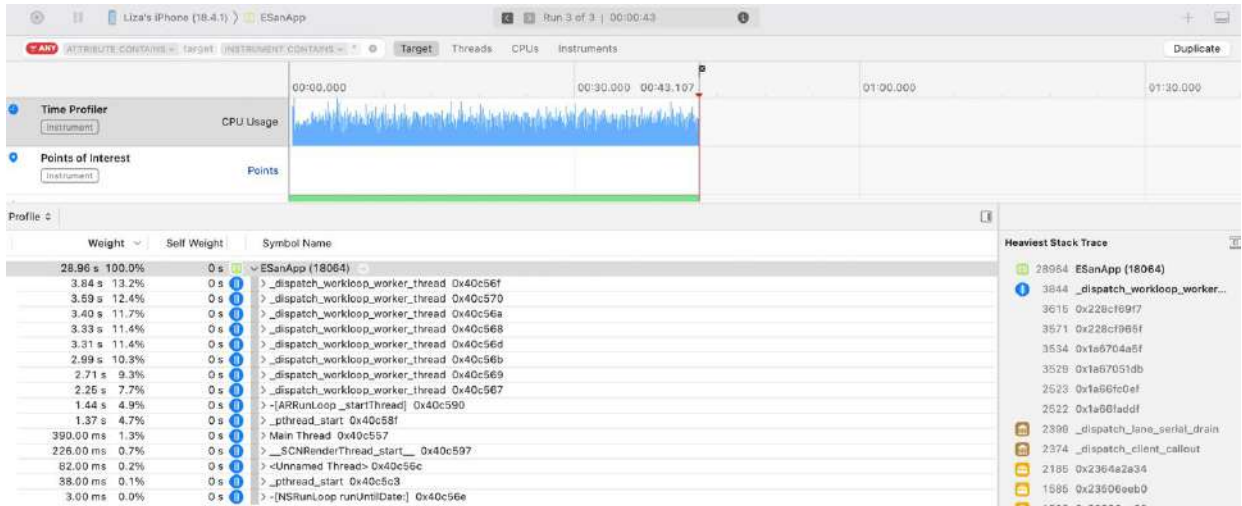 Liza's iPhone (18.4.1) 〉 ESanApp
Run 3 of 3 | 00:00:43
ANY ATTRIBUTE CONTAINS target INSTRUMENT CONTAINS Target Threads CPUs Instruments Duplicate
00:00.000 00:30.000 00:43.107 01:00.000 01:30.000
Time Profiler
Instrument
CPU Usage
Points of Interest
Instrument
Points
Profile
Weight Self Weight Symbol Name
28.96 s 100.0% 0 s ESanApp (18064)
3.84 s 13.2% 0 s > _dispatch_workloop_worker_thread 0x40c56f
3.59 s 12.4% 0 s > _dispatch_workloop_worker_thread 0x40c570
3.40 s 11.7% 0 s > _dispatch_workloop_worker_thread 0x40c56a
3.33 s 11.4% 0 s > _dispatch_workloop_worker_thread 0x40c568
3.31 s 11.4% 0 s > _dispatch_workloop_worker_thread 0x40c56d
2.99 s 10.3% 0 s > _dispatch_workloop_worker_thread 0x40c56b
2.71 s 9.3% 0 s > _dispatch_workloop_worker_thread 0x40c569
2.25 s 7.7% 0 s > _dispatch_workloop_worker_thread 0x40c567
1.44 s 4.9% 0 s > -[ARRunLoop _startThread] 0x40c590
1.37 s 4.7% 0 s > _pthread_start 0x40c58f
390.00 ms 1.3% 0 s > Main Thread 0x40c557
226.00 ms 0.7% 0 s > __SCNRenderThread_start__ 0x40c597
82.00 ms 0.2% 0 s > <Unnamed Thread> 0x40c56c
38.00 ms 0.1% 0 s > _pthread_start 0x40c5c3
3.00 ms 0.0% 0 s > -[NSRunLoop runUntilDate:] 0x40c56e
Heaviest Stack Trace
28964 ESanApp (18064)
3844 _dispatch_workloop_worker...
3615 0x228cf69f7
3571 0x228cf965f
3534 0x1a6704a5f
3529 0x1a67051db
2523 0x1a66fc0ef
2522 0x1a66faddf
2399 _dispatch_lane_serial_drain
2374 _dispatch_client_callout
2185 0x2364a2a34
1585 0x23506eeb0